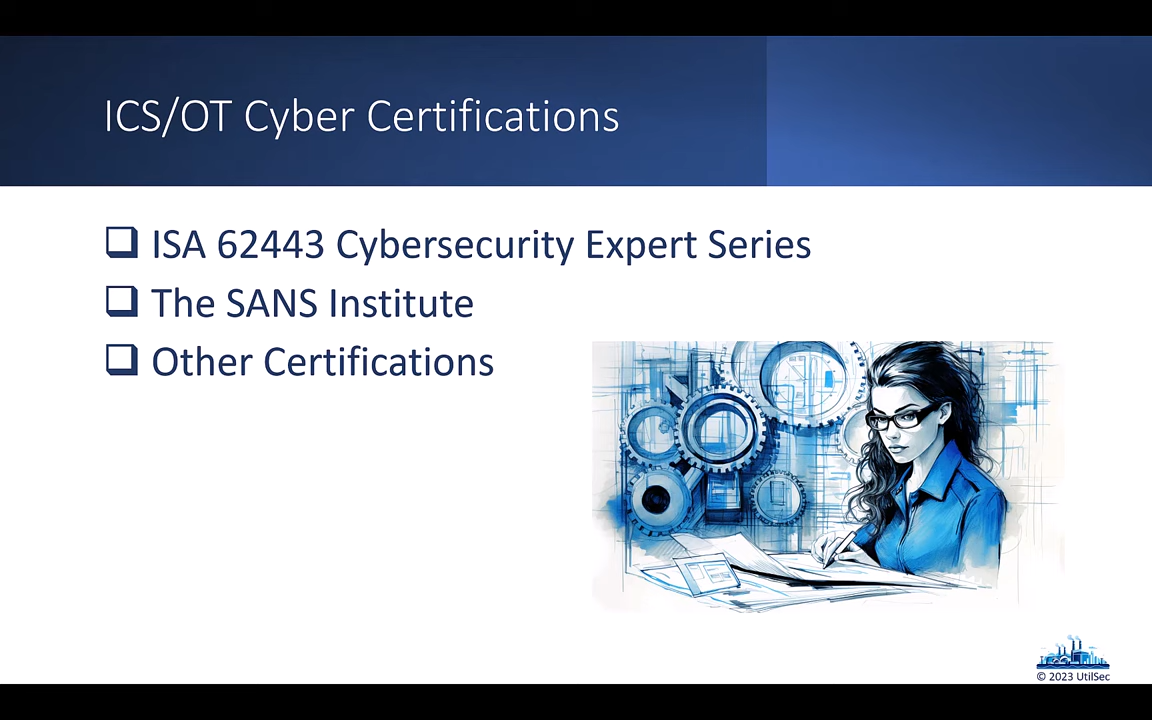 ICS/OT Cyber Certifications
ISA 62443 Cybersecurity Expert Series
The SANS Institute
Other Certifications
© 2023 UtilSec